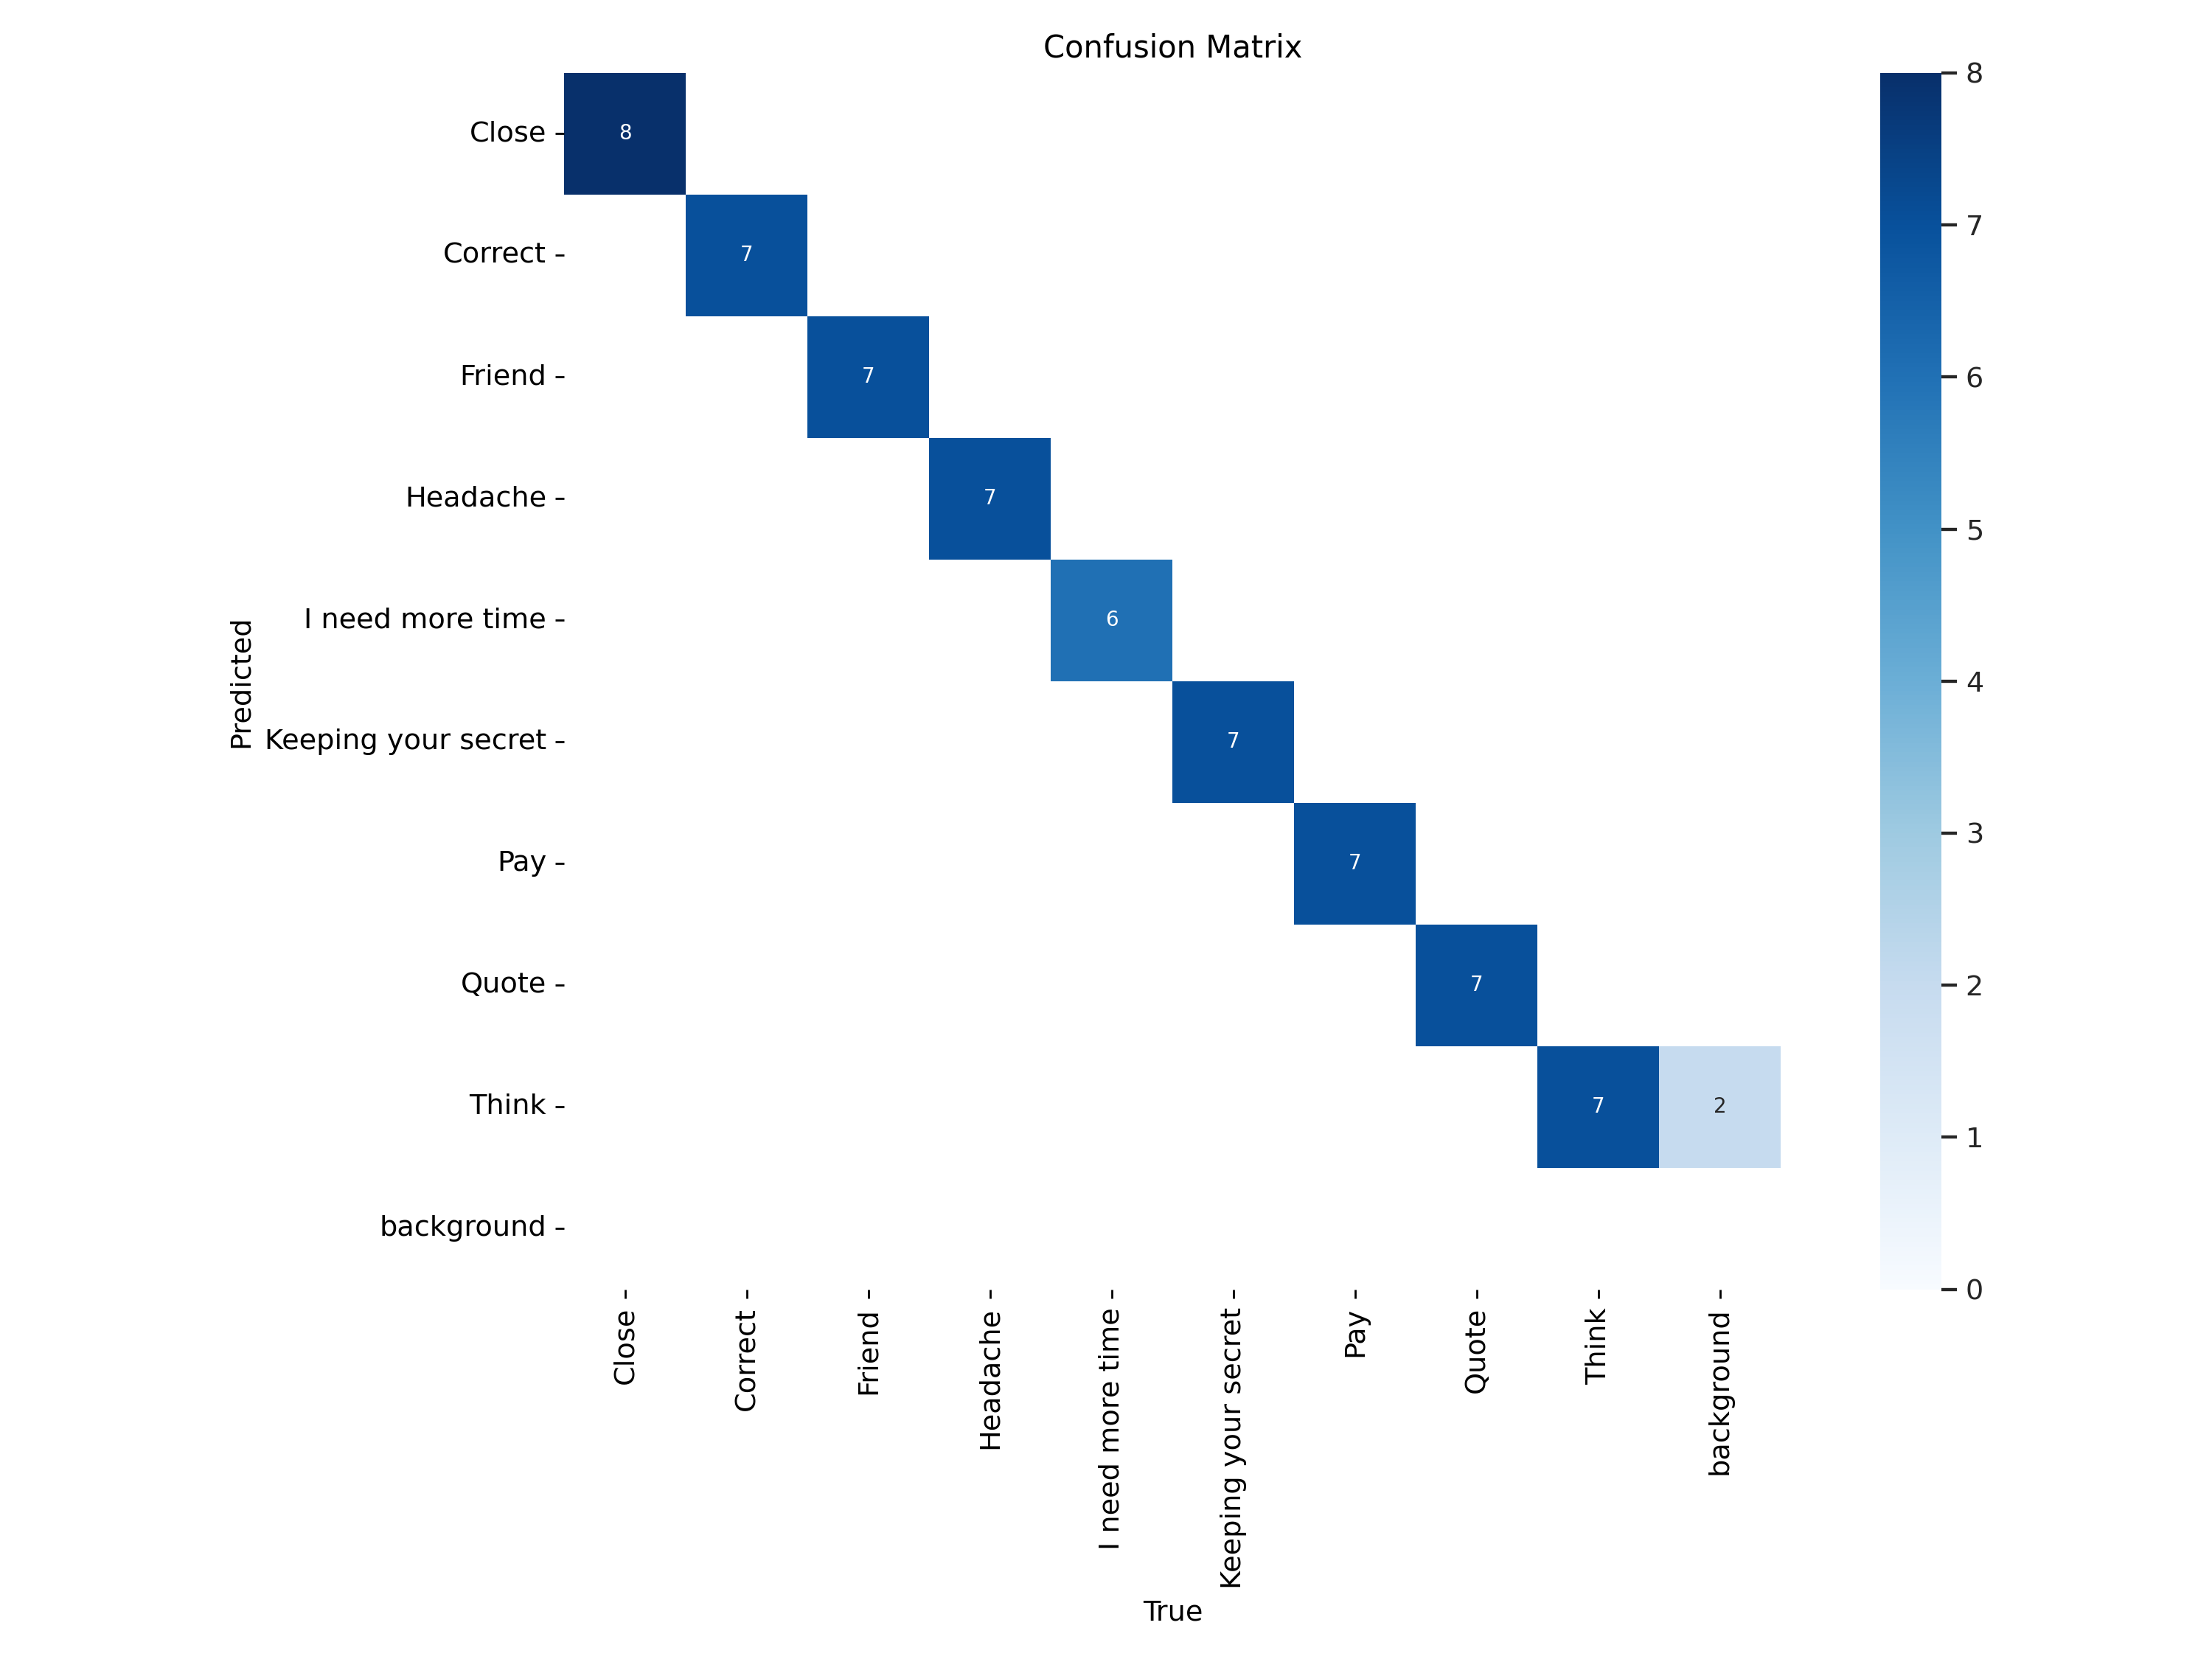 Confusion Matrix
Close
8
8
Correct
7
7
Friend
7
6
Headache
7
5
I need more time
6
4
Predicted
Keeping your secret
7
3
Pay
7
2
Quote
7
1
Think
7 2
0
background
Close
Correct
Friend
Headache
I need more time
Keeping your secret
Pay
Quote
Think
background
True